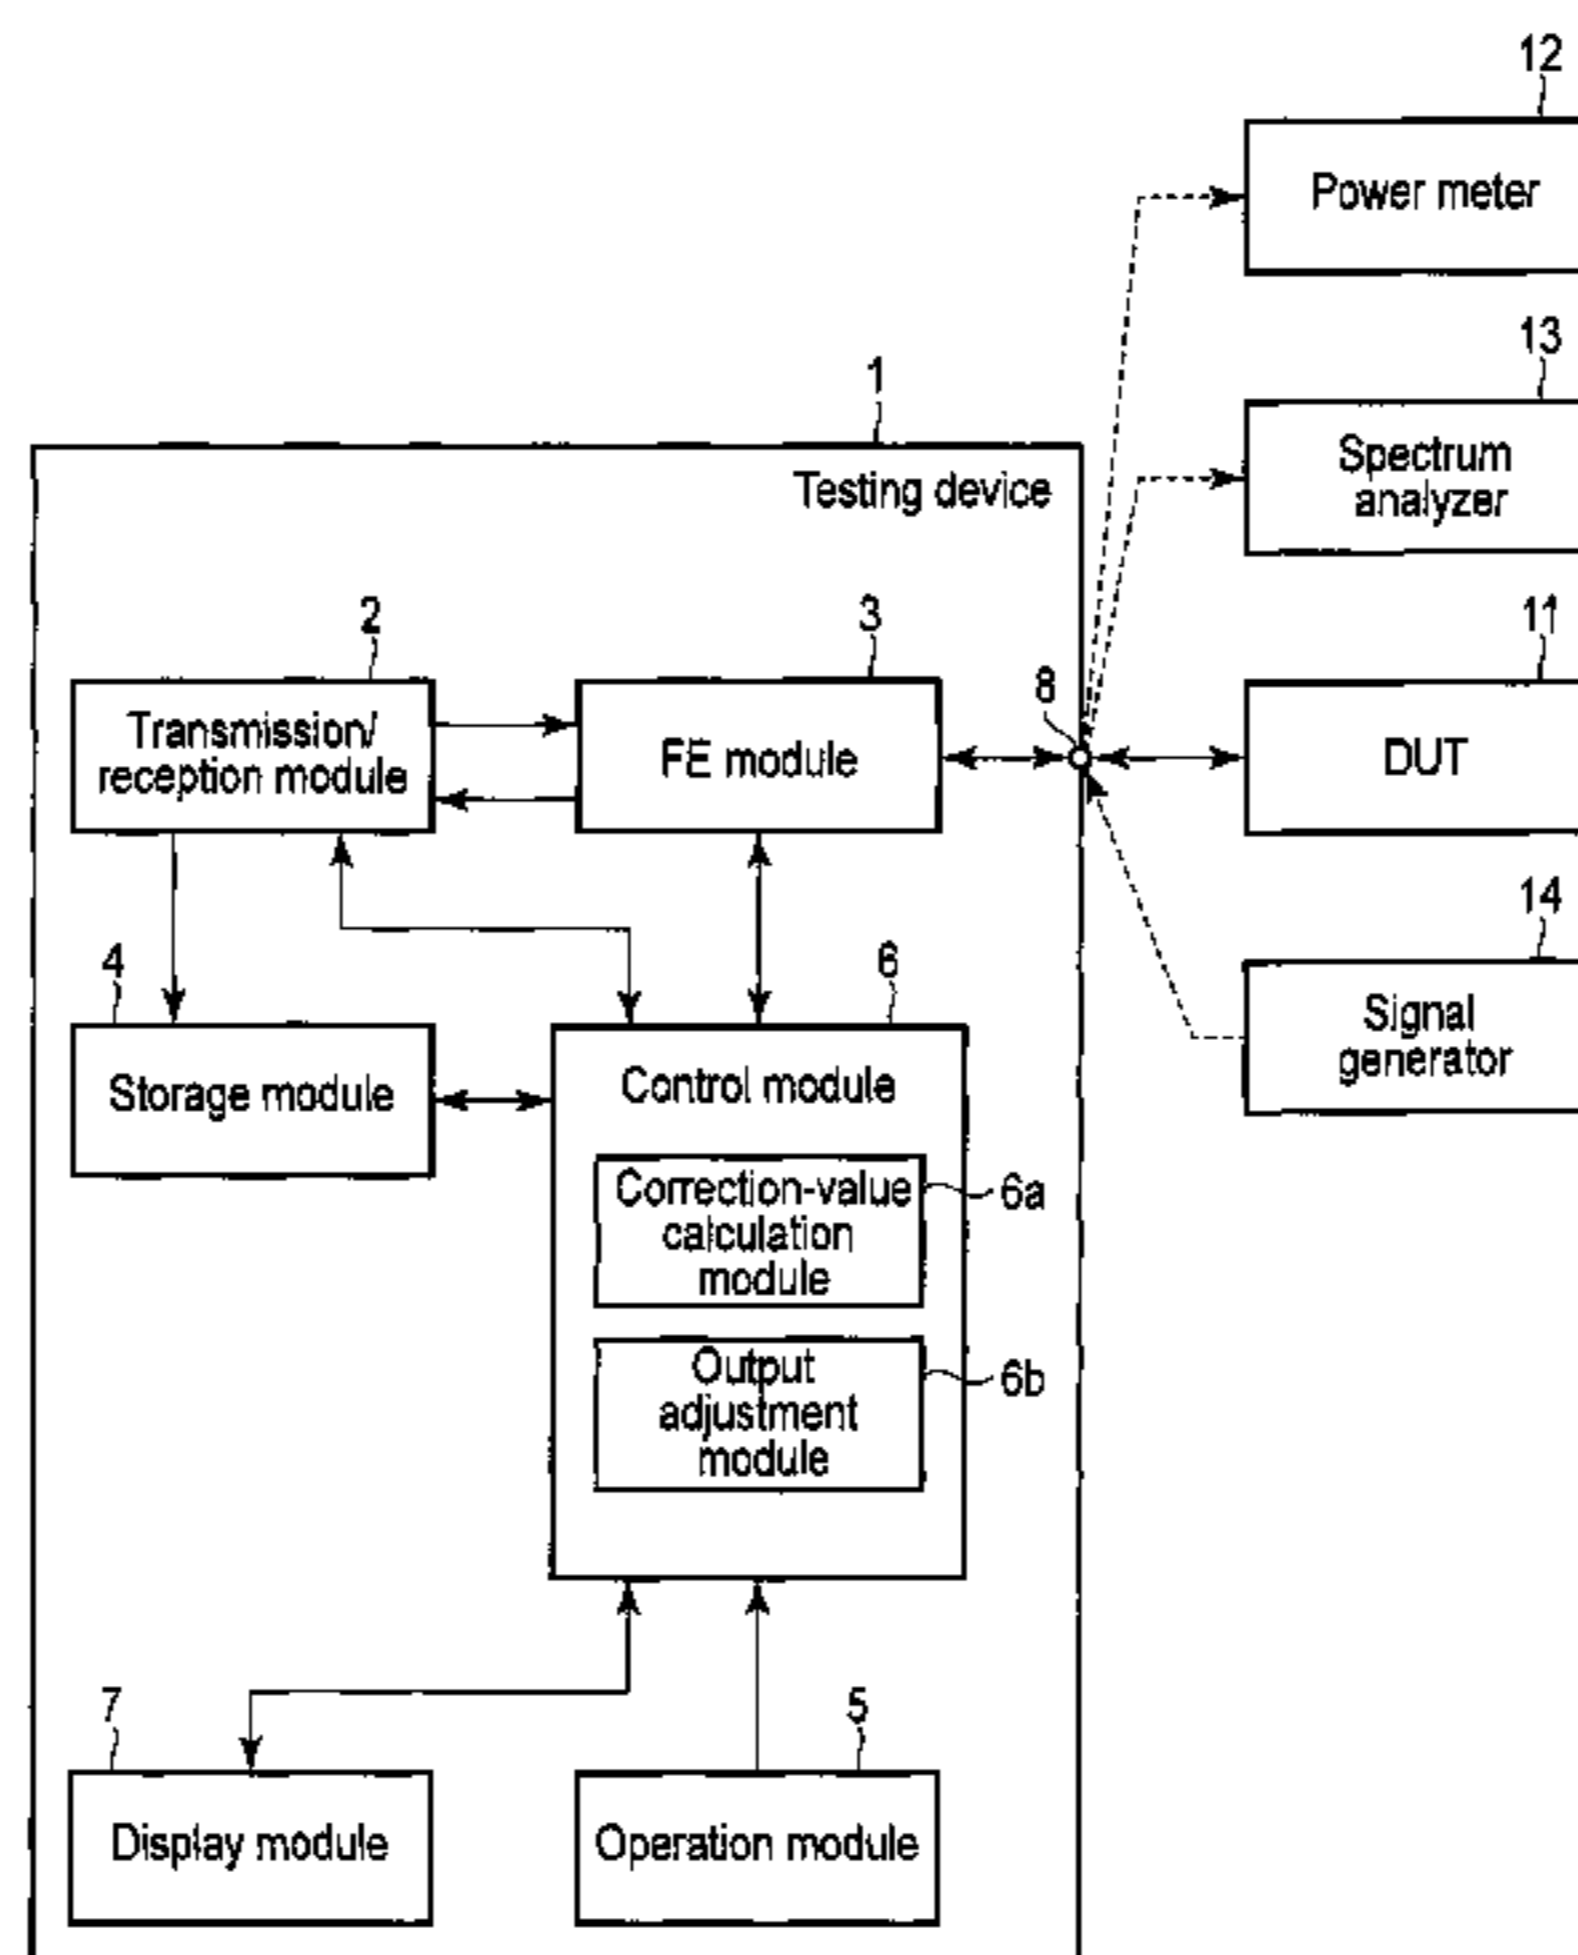 12
Power meter
13
Spectrum
analyzer
1
Testing device
2
3
8
11
Transmission/
reception module
FE module
DUT
14
4
6
Signal
generator
Storage module
Control module
Correction-value
calculation
module
6a
Output
adjustment
module
6b
7
5
Display module
Operation module